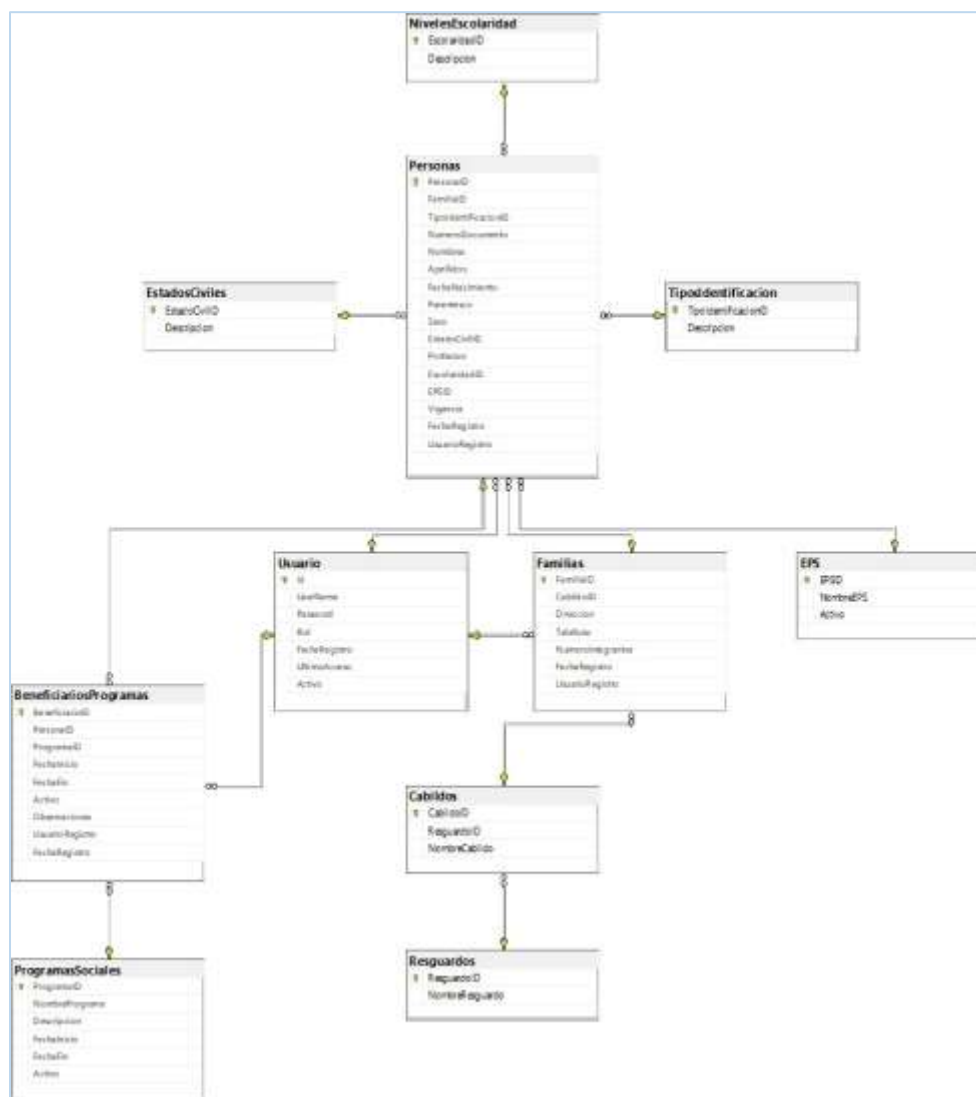 NivelesEscolaridad
EscolaridadID
Descripcion
Personas
PersonaID
FamiliaID
TipoIdentificacionID
NumeroDocumento
Nombres
Apellidos
FechaNacimiento
Parentesco
Sexo
EstadoCivilID
Profesion
EscolaridadID
EPSID
Vigencia
FechaRegistro
UsuarioRegistro
EstadosCiviles
EstadoCivilID
Descripcion
TiposIdentificacion
TipoIdentificacionID
Descripcion
Usuario
Id
UserName
Password
Rol
FechaRegistro
UltimoAcceso
Activo
Familias
FamiliaID
CabildoID
Direccion
Telefono
NumeroIntegrantes
FechaRegistro
UsuarioRegistro
EPS
EPSID
NombreEPS
Activo
BeneficiariosProgramas
BeneficiarioID
PersonaID
ProgramaID
FechaInicio
FechaFin
Activo
Observaciones
UsuarioRegistro
FechaRegistro
Cabildos
CabildoID
ResguardoID
NombreCabildo
Resguardos
ResguardoID
NombreResguardo
ProgramasSociales
ProgramaID
NombrePrograma
Descripcion
FechaInicio
FechaFin
Activo